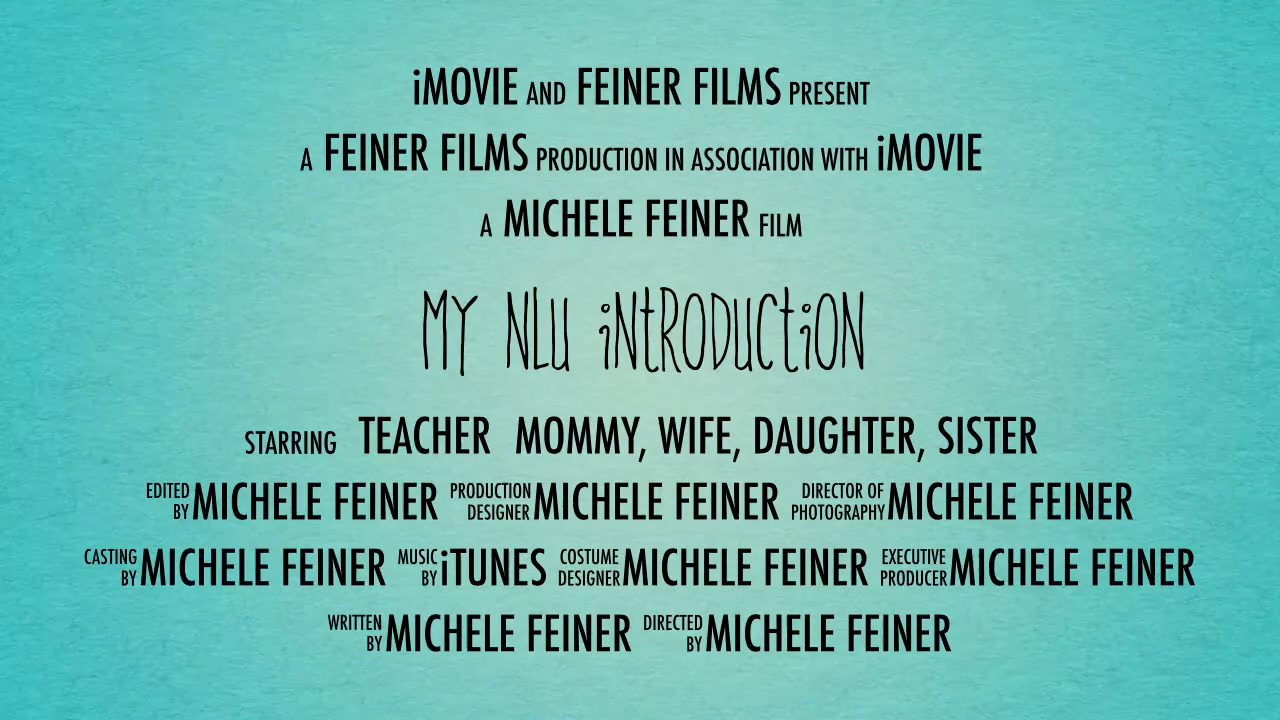 iMOVIE AND FEINER FILMS PRESENT
A FEINER FILMS PRODUCTION IN ASSOCIATION WITH iMOVIE
A MICHELE FEINER FILM
MY NLU iNtRODUCtiON
STARRING TEACHER MOMMY, WIFE, DAUGHTER, SISTER
EDITED BY MICHELE FEINER PRODUCTION DESIGNER MICHELE FEINER DIRECTOR OF PHOTOGRAPHY MICHELE FEINER
CASTING BY MICHELE FEINER MUSIC BY iTUNES COSTUME DESIGNER MICHELE FEINER EXECUTIVE PRODUCER MICHELE FEINER
WRITTEN BY MICHELE FEINER DIRECTED BY MICHELE FEINER